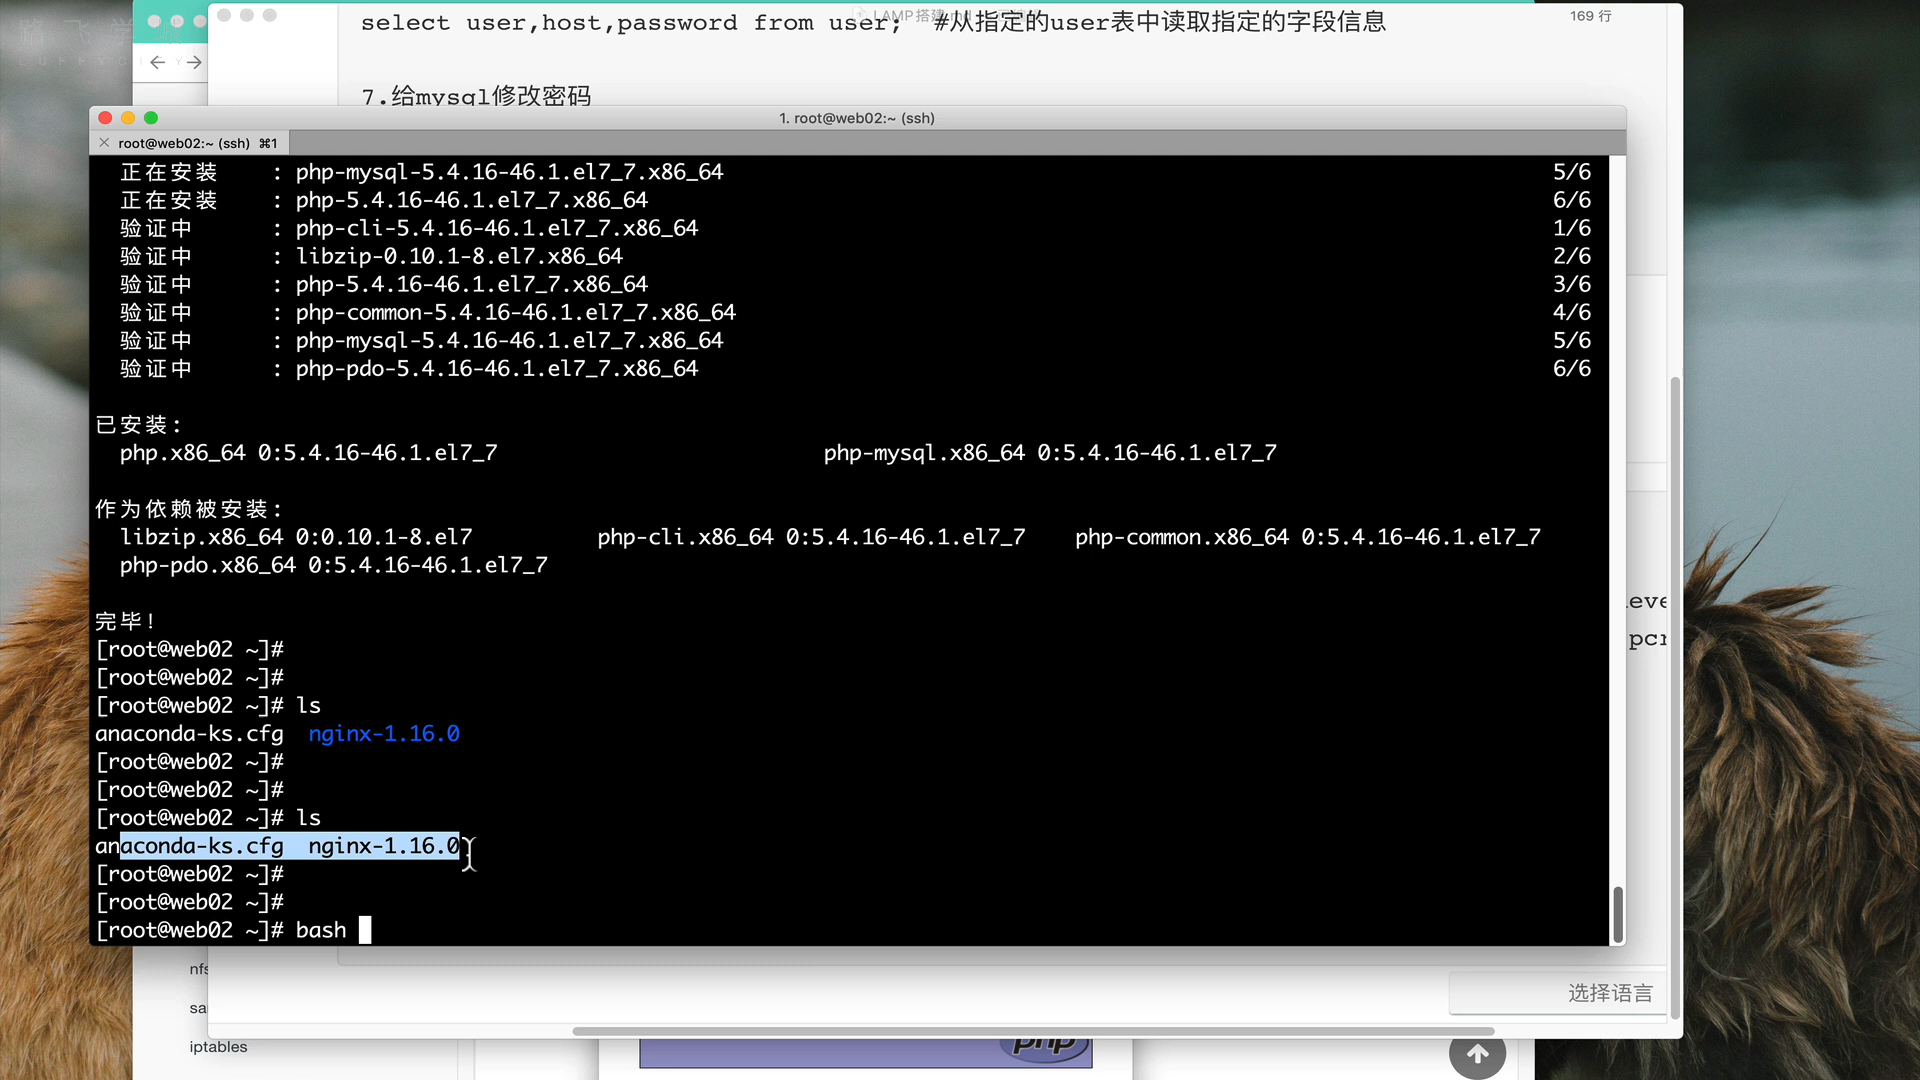 LAMP搭建.md
169 行
select user,host,password from user;  #从指定的user表中读取指定的字段信息
7.给mysql修改密码
1. root@web02:~ (ssh)
root@web02:~ (ssh) ⌘1
正在安装    : php-mysql-5.4.16-46.1.el7_7.x86_64 5/6
正在安装    : php-5.4.16-46.1.el7_7.x86_64 6/6
验证中      : php-cli-5.4.16-46.1.el7_7.x86_64 1/6
验证中      : libzip-0.10.1-8.el7.x86_64 2/6
验证中      : php-5.4.16-46.1.el7_7.x86_64 3/6
验证中      : php-common-5.4.16-46.1.el7_7.x86_64 4/6
验证中      : php-mysql-5.4.16-46.1.el7_7.x86_64 5/6
验证中      : php-pdo-5.4.16-46.1.el7_7.x86_64 6/6
已安装:
php.x86_64 0:5.4.16-46.1.el7_7 php-mysql.x86_64 0:5.4.16-46.1.el7_7
作为依赖被安装:
libzip.x86_64 0:0.10.1-8.el7 php-cli.x86_64 0:5.4.16-46.1.el7_7 php-common.x86_64 0:5.4.16-46.1.el7_7
php-pdo.x86_64 0:5.4.16-46.1.el7_7
完毕!
[root@web02 ~]#
[root@web02 ~]#
[root@web02 ~]# ls
anaconda-ks.cfg  nginx-1.16.0
[root@web02 ~]#
[root@web02 ~]#
[root@web02 ~]# ls
anaconda-ks.cfg  nginx-1.16.0
[root@web02 ~]#
[root@web02 ~]#
[root@web02 ~]# bash
eve
pcr
nfs
sa
iptables
选择语言
php